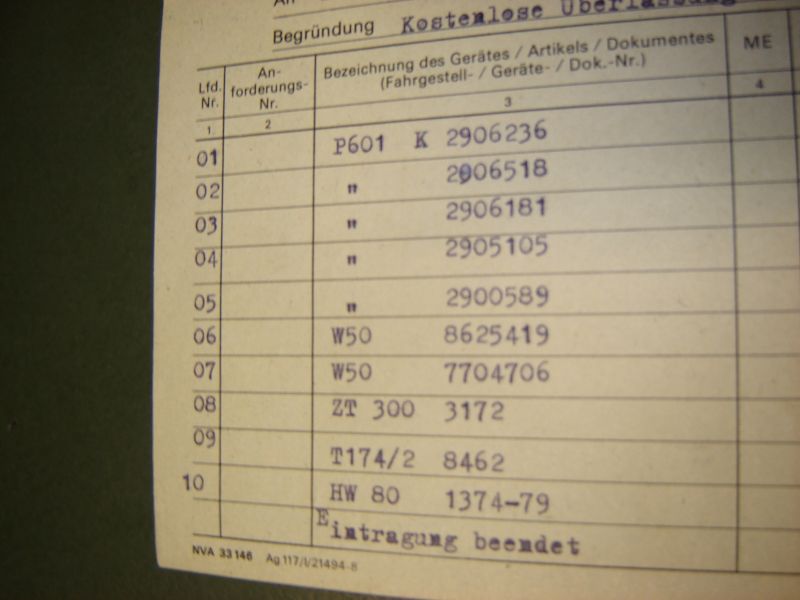 An
Begründung Kostenlose Überlassung
Lfd. Nr.
An-forderungs-Nr.
Bezeichnung des Gerätes / Artikels / Dokumentes
(Fahrgestell- / Geräte- / Dok.-Nr.)
ME
1. 2 3 4
01 P601 K 2906236
02 " 2906518
03 " 2906181
04 " 2905105
05 " 2900589
06 W50 8625419
07 W50 7704706
08 ZT 300 3172
09 T174/2 8462
10 HW 80 1374-79
Eintragung beendet
NVA 33 146 Ag 117/I/21494-8